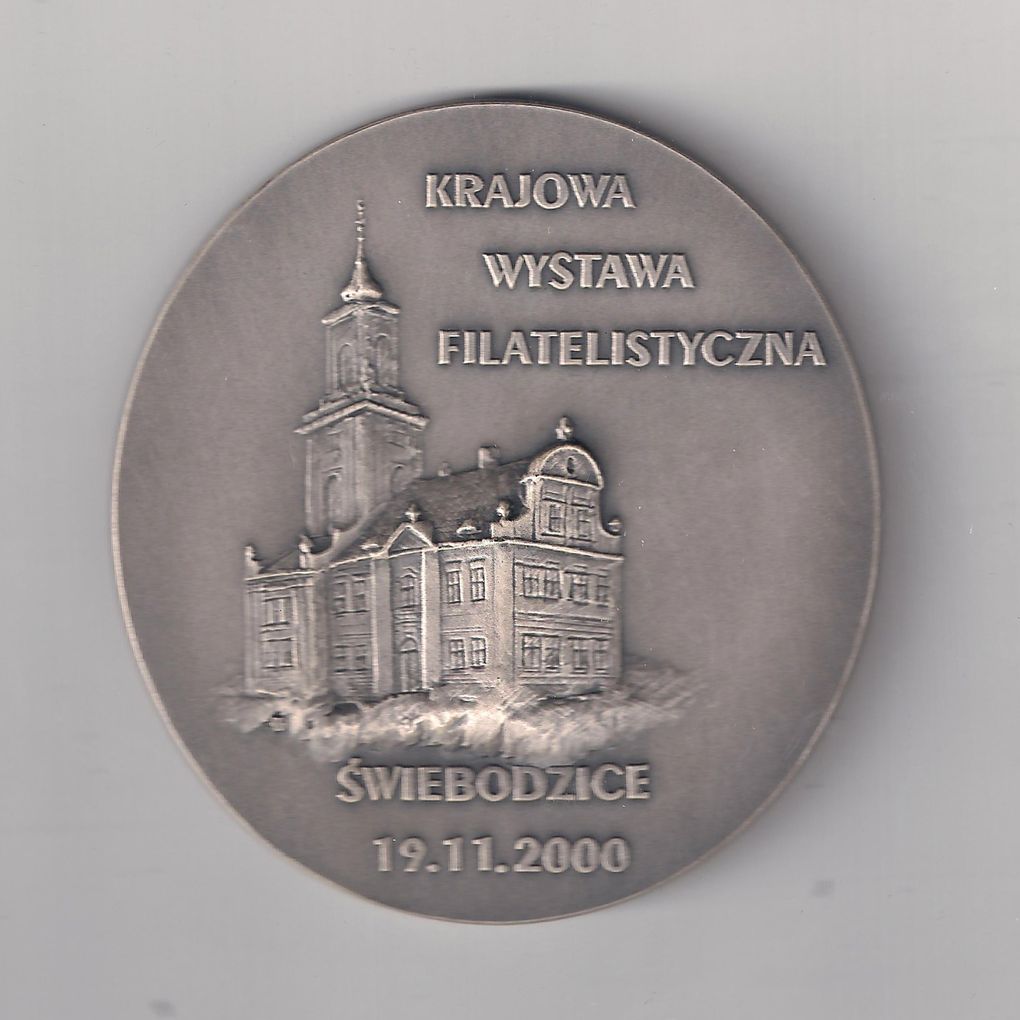 KRAJOWA
WYSTAWA
FILATELISTYCZNA
ŚWIEBODZICE
19.11.2000